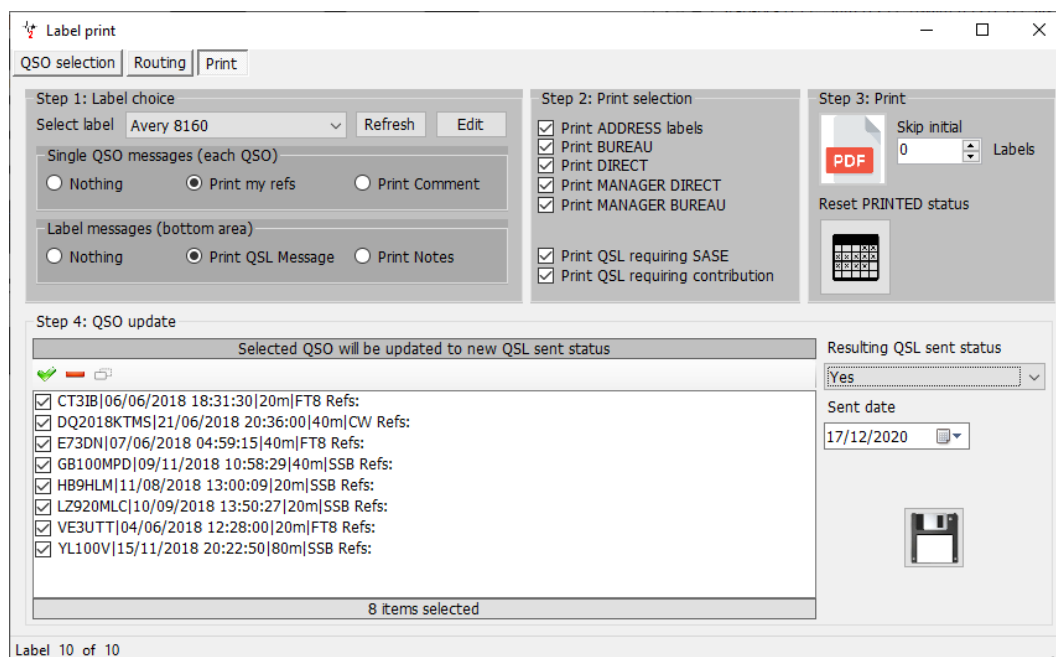 Label print
QSO selection Routing Print
Step 1: Label choice
Select label Avery 8160 Refresh Edit
Single QSO messages (each QSO)
Nothing Print my refs Print Comment
Label messages (bottom area)
Nothing Print QSL Message Print Notes
Step 2: Print selection
Print ADDRESS labels
Print BUREAU
Print DIRECT
Print MANAGER DIRECT
Print MANAGER BUREAU
Print QSL requiring SASE
Print QSL requiring contribution
Step 3: Print
PDF
Skip initial
0 Labels
Reset PRINTED status
Step 4: QSO update
Selected QSO will be updated to new QSL sent status
CT3IB|06/06/2018 18:31:30|20m|FT8 Refs:
DQ2018KTMS|21/06/2018 20:36:00|40m|CW Refs:
E73DN|07/06/2018 04:59:15|40m|FT8 Refs:
GB100MPD|09/11/2018 10:58:29|40m|SSB Refs:
HB9HLM|11/08/2018 13:00:09|20m|SSB Refs:
LZ920MLC|10/09/2018 13:50:27|20m|SSB Refs:
VE3UTT|04/06/2018 12:28:00|20m|FT8 Refs:
YL100V|15/11/2018 20:22:50|80m|SSB Refs:
8 items selected
Resulting QSL sent status
Yes
Sent date
17/12/2020
Label 10 of 10